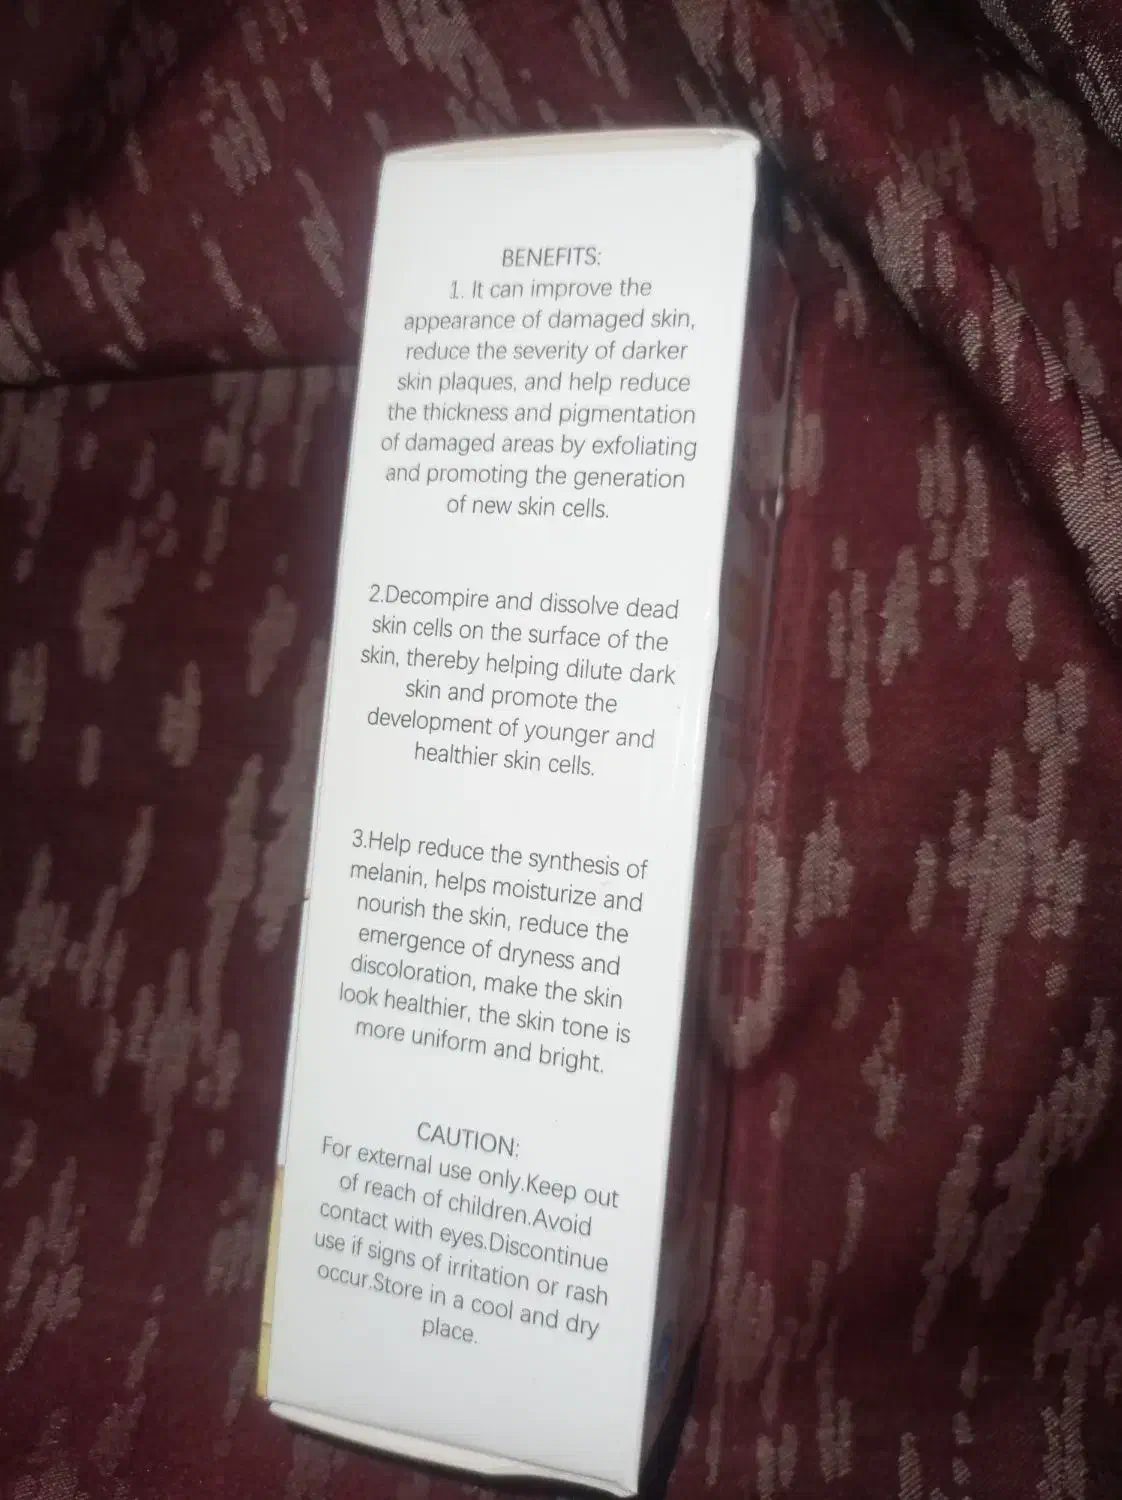 BENEFITS:
1. It can improve the
appearance of damaged skin,
reduce the severity of darker
skin plaques, and help reduce
the thickness and pigmentation
of damaged areas by exfoliating
and promoting the generation
of new skin cells.
2.Decompire and dissolve dead
skin cells on the surface of the
skin, thereby helping dilute dark
skin and promote the
development of younger and
healthier skin cells.
3.Help reduce the synthesis of
melanin, helps moisturize and
nourish the skin, reduce the
emergence of dryness and
discoloration, make the skin
look healthier, the skin tone is
more uniform and bright.
CAUTION:
For external use only.Keep out
of reach of children.Avoid
contact with eyes.Discontinue
use if signs of irritation or rash
occur.Store in a cool and dry
place.